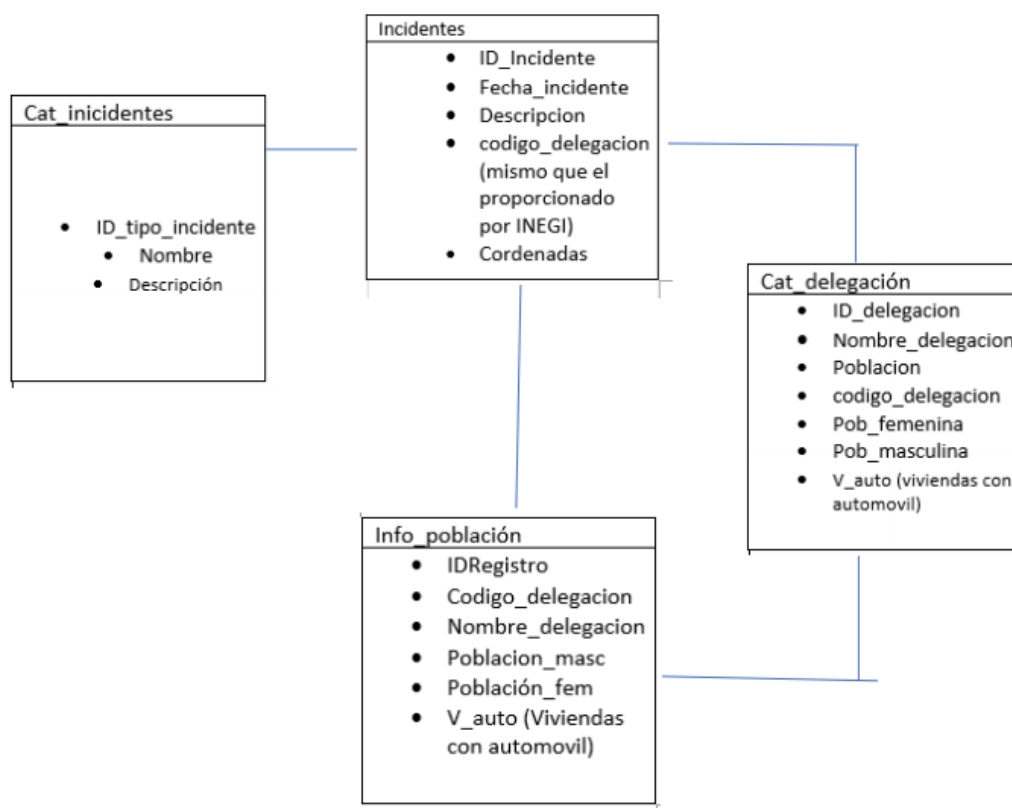 Incidentes
• ID_Incidente
• Fecha_incidente
• Descripcion
• codigo_delegacion
(mismo que el
proporcionado
por INEGI)
• Cordenadas
Cat_inicidentes
• ID_tipo_incidente
• Nombre
• Descripción
Cat_delegación
• ID_delegacion
• Nombre_delegacion
• Poblacion
• codigo_delegacion
• Pob_femenina
• Pob_masculina
• V_auto (viviendas con
automovil)
Info_población
• IDRegistro
• Codigo_delegacion
• Nombre_delegacion
• Poblacion_masc
• Población_fem
• V_auto (Viviendas
con automovil)